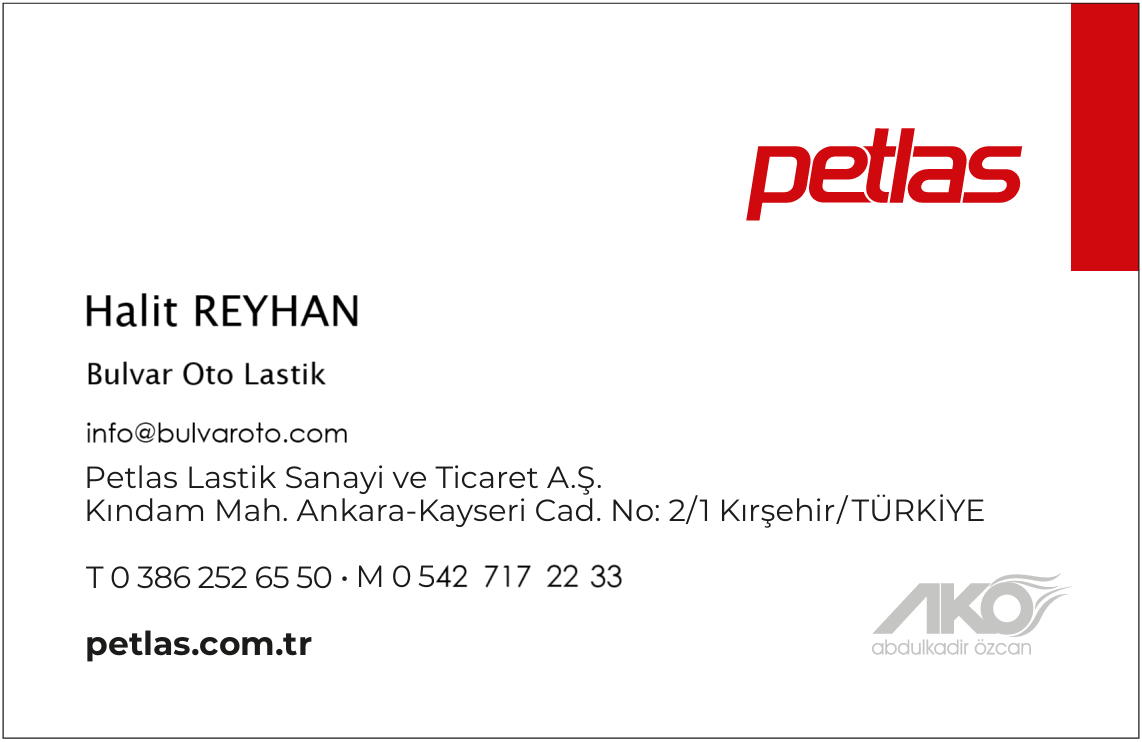 petlas
Halit REYHAN
Bulvar Oto Lastik
info@bulvaroto.com
Petlas Lastik Sanayi ve Ticaret A.Ş.
Kındam Mah. Ankara-Kayseri Cad. No: 2/1 Kırşehir/TÜRKİYE
T 0 386 252 65 50 • M 0 542 717 22 33
petlas.com.tr
AKO
abdulkadir özcan